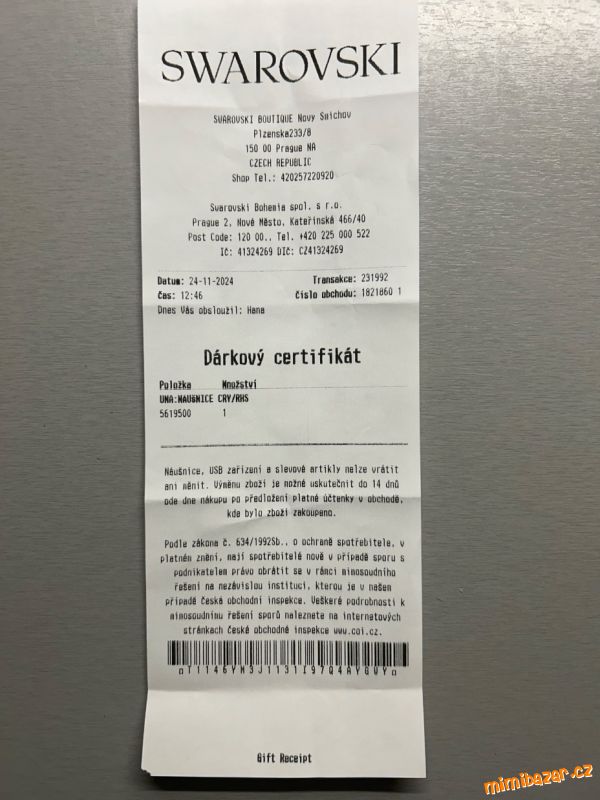 SWAROVSKI
SWAROVSKI BOUTIQUE Novy Smichov
Plzenska233/8
150 00 Prague NA
CZECH REPUBLIC
Shop Tel.: 420257220920
Swarovski Bohemia spol. s r.o.
Prague 2, Nové Město, Kateřinská 466/40
Post Code: 120 00., Tel. +420 225 000 522
IČ: 41324269 DIČ: CZ41324269
Datum: 24-11-2024 Transakce: 231992
Čas: 12:46 Číslo obchodu: 1821860 1
Dnes Vás obsloužil: Hana
Dárkový certifikát
Položka Množství
UNA:NAUŠNICE CRY/RHS
5619500 1
Náušnice, USB zařízení a slevové artikly nelze vrátit
ani měnit. Výměnu zboží je možné uskutečnit do 14 dnů
ode dne nákupu po předložení platné účtenky v obchodě,
kde bylo zboží zakoupeno.
Podle zákona č. 634/1992Sb., o ochraně spotřebitele, v
platném znění, mají spotřebitelé nově v případě sporu s
podnikatelem právo obrátit se v rámci mimosoudního
řešení na nezávislou instituci, kterou je v našem
případě Česká obchodní inspekce. Veškeré podrobnosti k
mimosoudnímu řešení sporů naleznete na internetových
stránkách české obchodně inspekce www.coi.cz.
Gift Receipt
mimibazar.cz